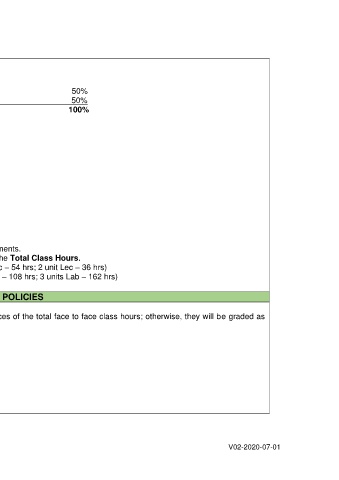 50%
50%
100%
ments.
he Total Class Hours.
c – 54 hrs; 2 unit Lec – 36 hrs)
– 108 hrs; 3 units Lab – 162 hrs)
POLICIES
ces of the total face to face class hours; otherwise, they will be graded as
V02-2020-07-01